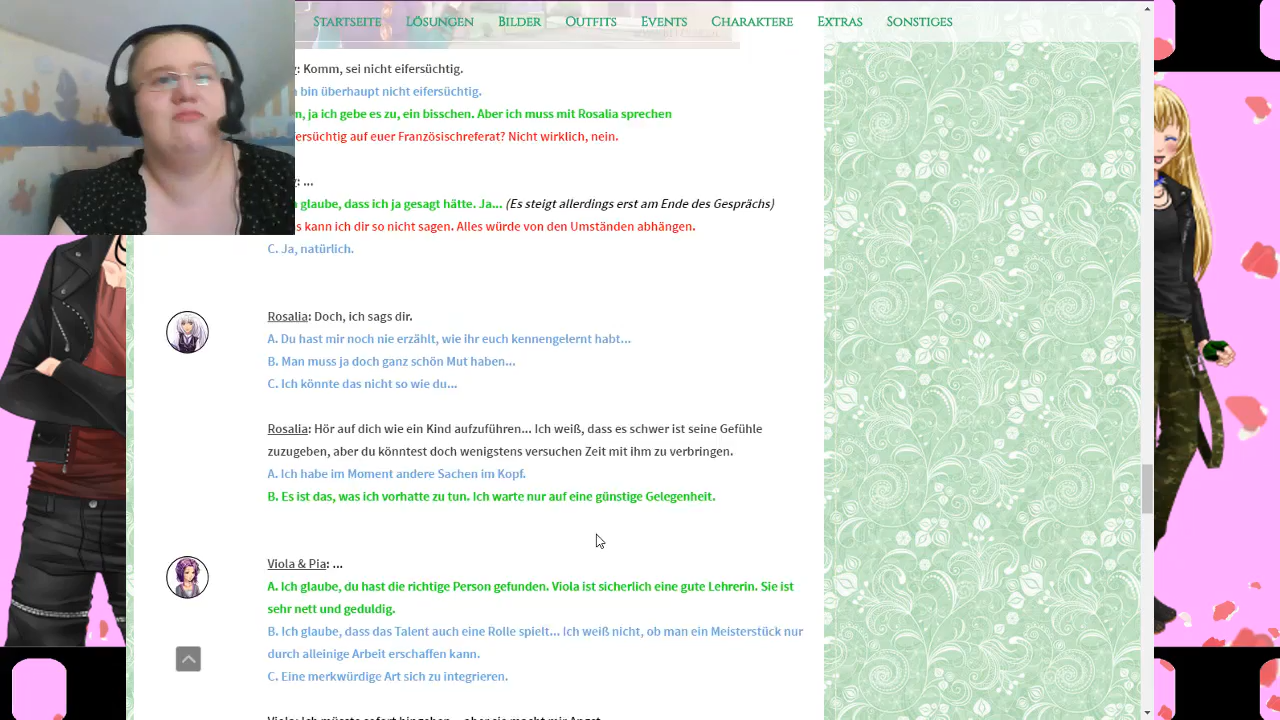 Startseite Lösungen Bilder Outfits Events Charaktere Extras Sonstiges
: Komm, sei nicht eifersüchtig.
bin überhaupt nicht eifersüchtig.
ja ich gebe es zu, ein bisschen. Aber ich muss mit Rosalia sprechen
auf euer Französischreferat? Nicht wirklich, nein.
: ...
glaube, dass ich ja gesagt hätte. Ja... (Es steigt allerdings erst am Ende des Gesprächs)
kann ich dir so nicht sagen. Alles würde von den Umständen abhängen.
C. Ja, natürlich.
Rosalia: Doch, ich sags dir.
A. Du hast mir noch nie erzählt, wie ihr euch kennengelernt habt...
B. Man muss ja doch ganz schön Mut haben...
C. Ich könnte das nicht so wie du...
Rosalia: Hör auf dich wie ein Kind aufzuführen... Ich weiß, dass es schwer ist seine Gefühle
zuzugeben, aber du könntest doch wenigstens versuchen Zeit mit ihm zu verbringen.
A. Ich habe im Moment andere Sachen im Kopf.
B. Es ist das, was ich vorhatte zu tun. Ich warte nur auf eine günstige Gelegenheit.
Viola & Pia: ...
A. Ich glaube, du hast die richtige Person gefunden. Viola ist sicherlich eine gute Lehrerin. Sie ist
sehr nett und geduldig.
B. Ich glaube, dass das Talent auch eine Rolle spielt... Ich weiß nicht, ob man ein Meisterstück nur
durch alleinige Arbeit erschaffen kann.
C. Eine merkwürdige Art sich zu integrieren.